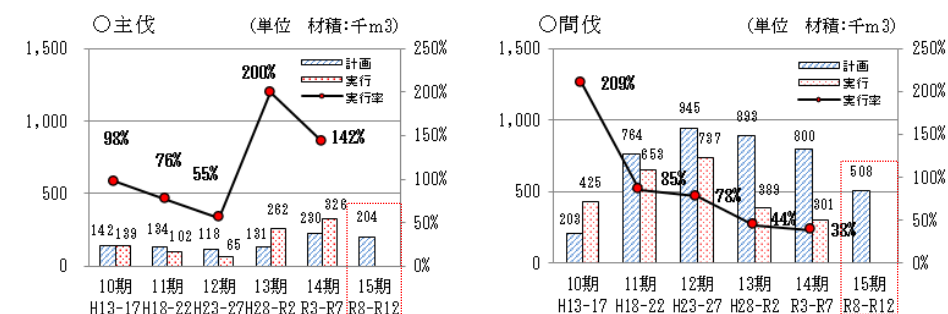 ○主伐 (単位 材積:千m3)
1,500 250%
計画
実行
実行率
200% 200%
1,000 150%
98% 76% 55% 142%
100%
500 50%
142 139 134 102 118 65 131 262 230 326 204
0 0%
10期 11期 12期 13期 14期 15期
H13-17 H18-22 H23-27 H28-R2 R3-R7 R8-R12
○間伐 (単位 材積:千m3)
1,500 250%
計画
実行
実行率
209% 200%
1,000 150%
945 893 800
764 653 737
85% 78% 44% 38%
100%
500 50%
203 425 389 301 508
0 0%
10期 11期 12期 13期 14期 15期
H13-17 H18-22 H23-27 H28-R2 R3-R7 R8-R12